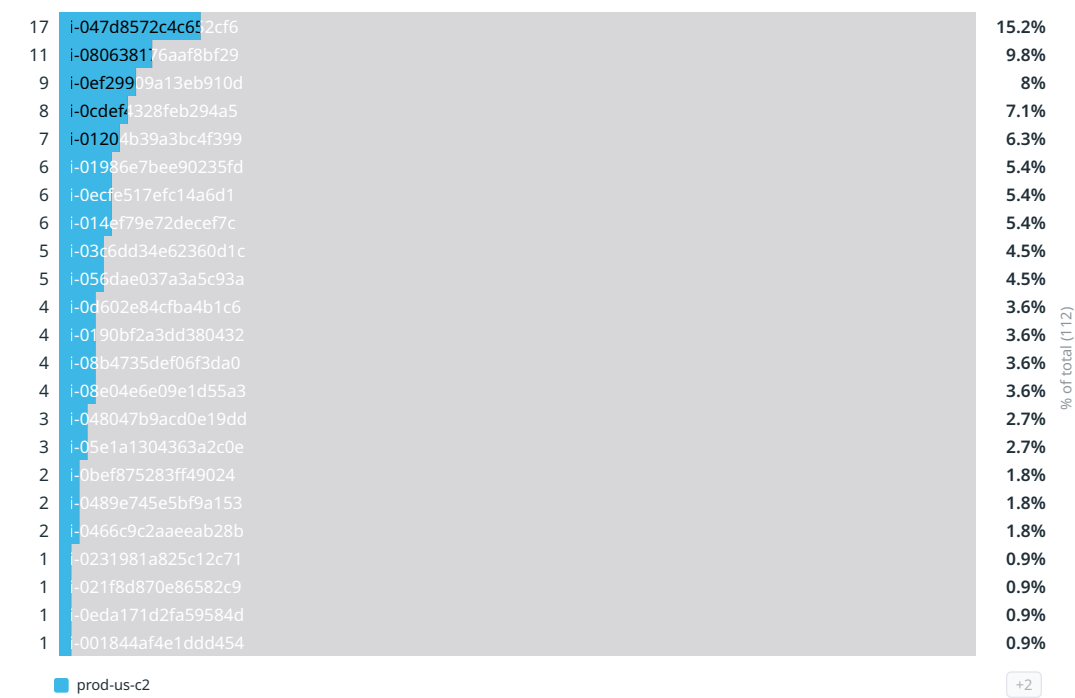 17 i-047d8572c4c652cf6 15.2%
11 i-080638176aaf8bf29 9.8%
9 i-0ef29909a13eb910d 8%
8 i-0cdef4328feb294a5 7.1%
7 i-01204b39a3bc4f399 6.3%
6 i-01986e7bee90235fd 5.4%
6 i-0ecfe517efc14a6d1 5.4%
6 i-014ef79e72decef7c 5.4%
5 i-03c6dd34e62360d1c 4.5%
5 i-056dae037a3a5c93a 4.5%
4 i-0d602e84cfba4b1c6 3.6%
4 i-0190bf2a3dd380432 3.6%
4 i-08b4735def06f3da0 3.6%
4 i-08e04e6e09e1d55a3 3.6%
3 i-048047b9acd0e19dd 2.7%
3 i-05e1a1304363a2c0e 2.7%
2 i-0bef875283ff49024 1.8%
2 i-0489e745e5bf9a153 1.8%
2 i-0466c9c2aaeeab28b 1.8%
1 i-0231981a825c12c71 0.9%
1 i-021f8d870e86582c9 0.9%
1 i-0eda171d2fa59584d 0.9%
1 i-001844af4e1ddd454 0.9%
% of total (112)
prod-us-c2 +2